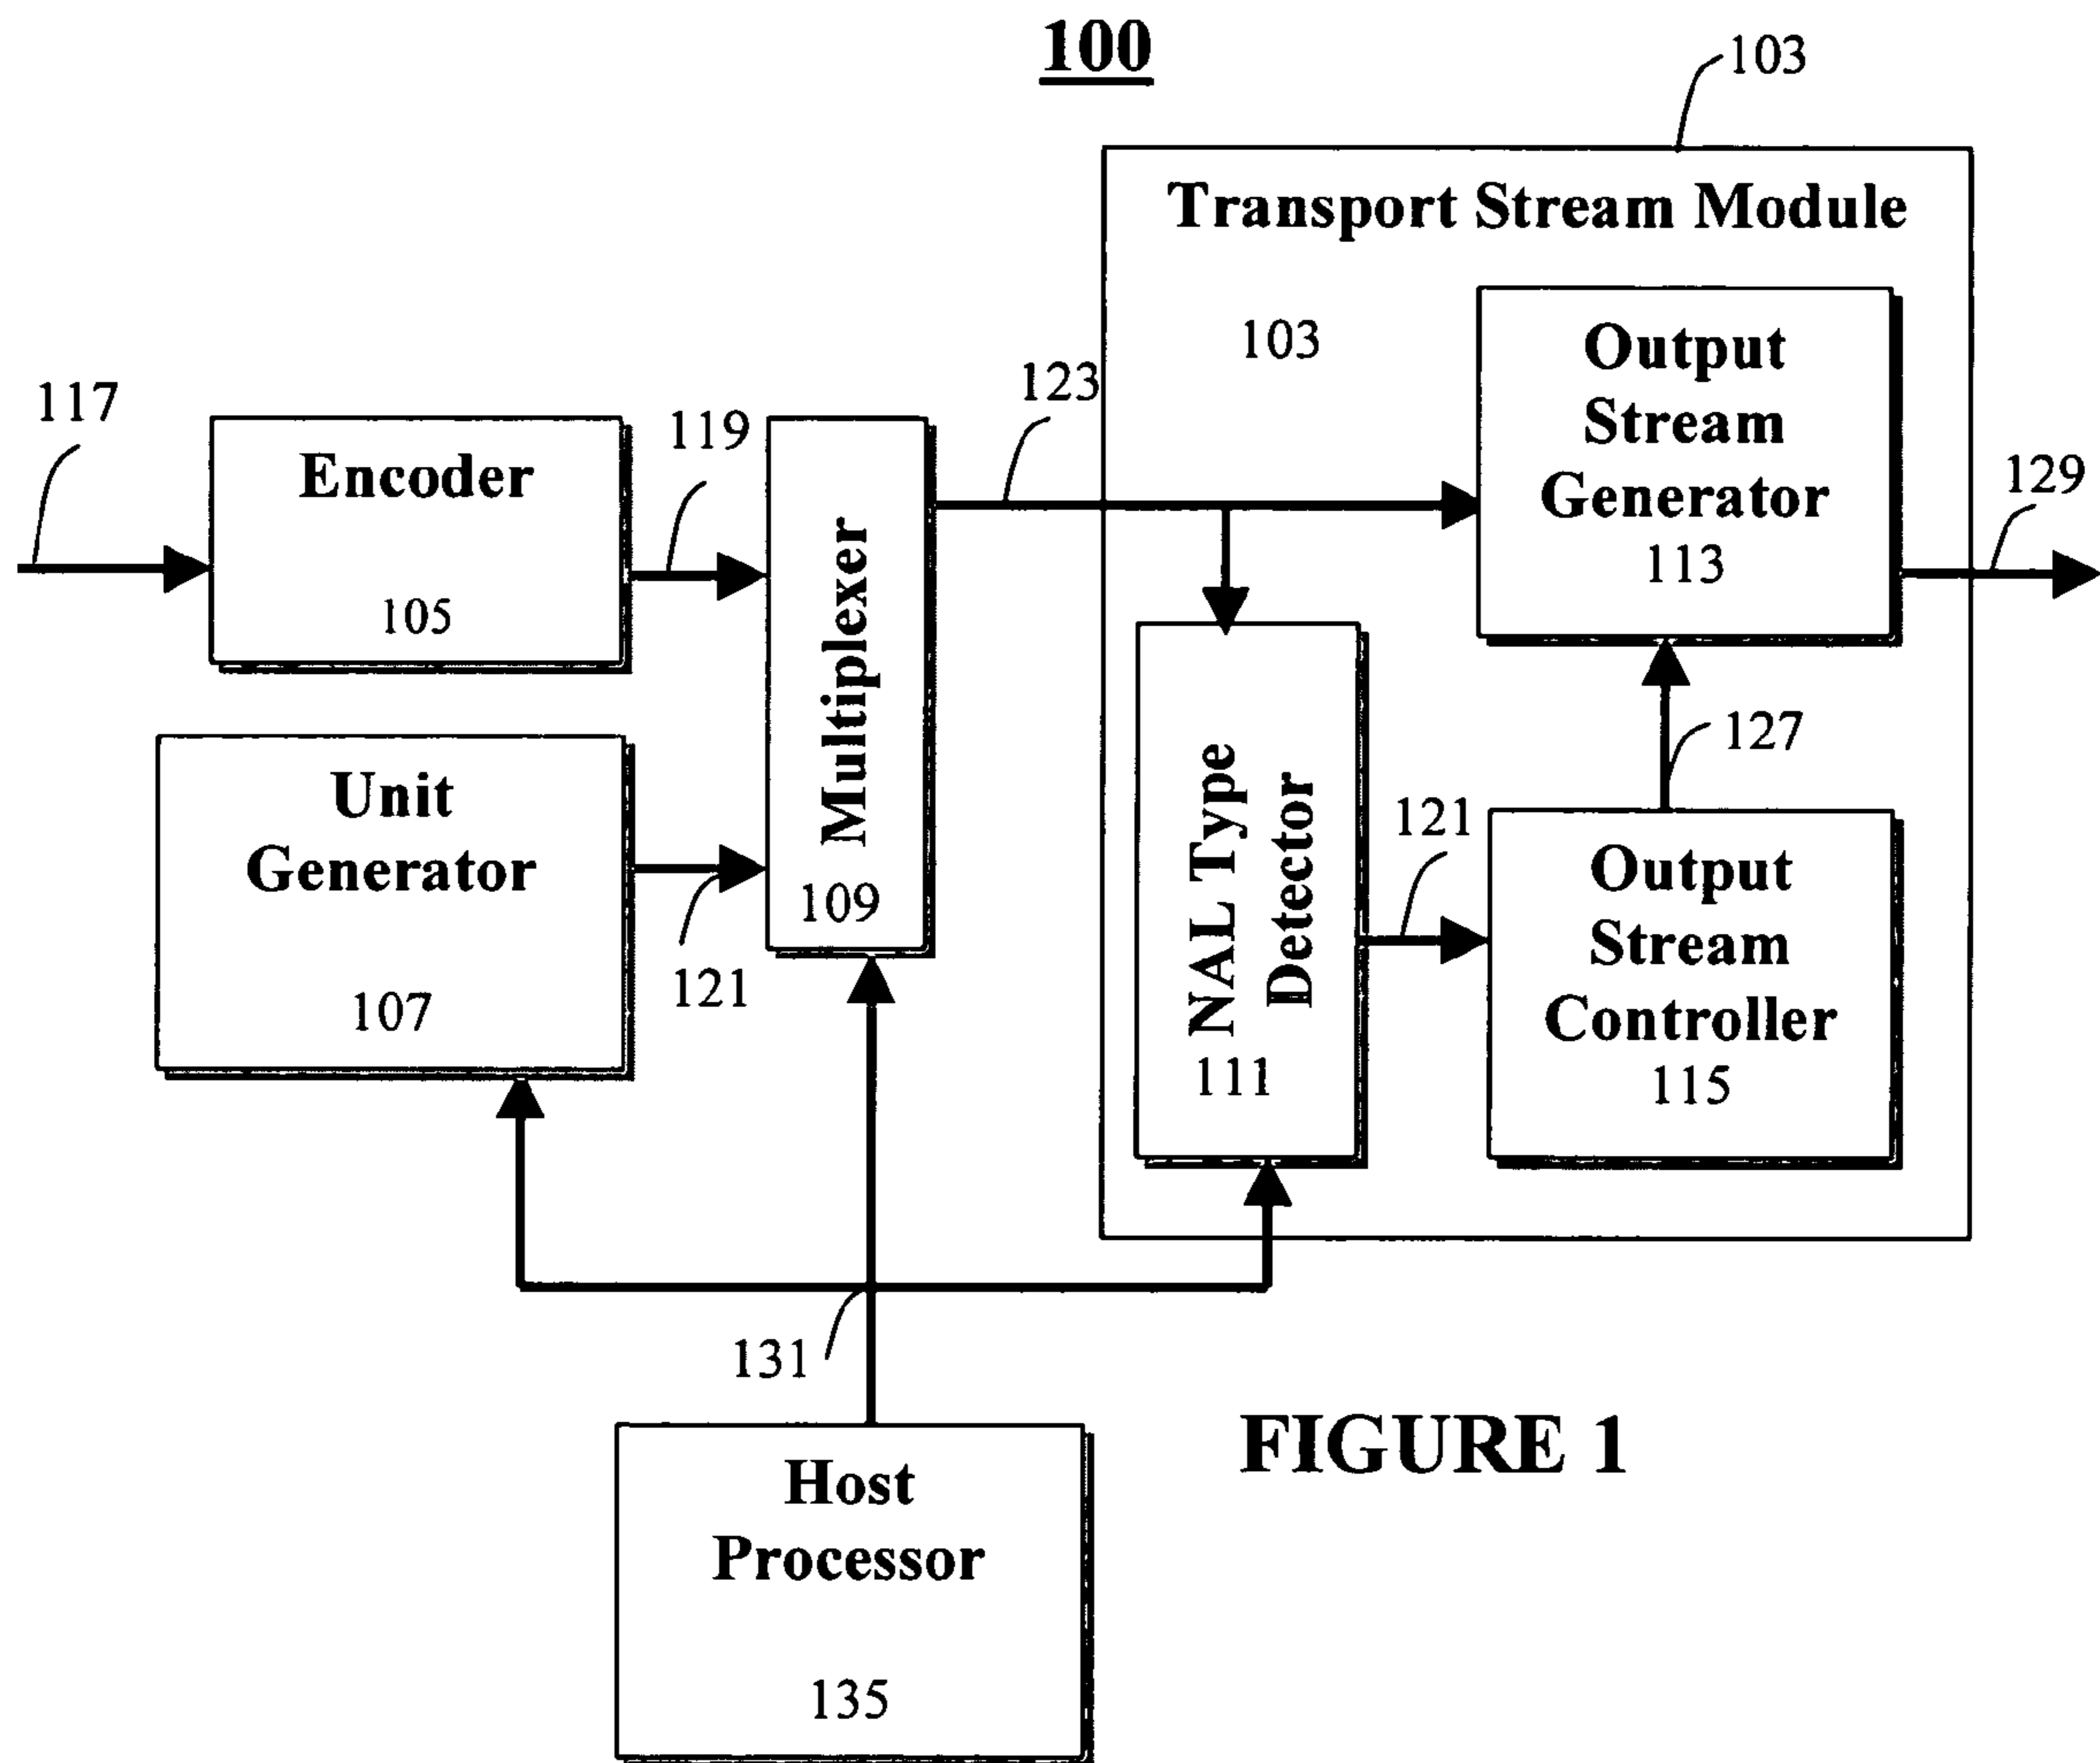 100
103
Transport Stream Module
103
Output
Stream
Generator
113
117
Encoder
105
119
123
129
Multiplexer
109
Unit
Generator
107
121
NAL Type
Detector
111
121
127
Output
Stream
Controller
115
131
Host
Processor
135
FIGURE 1